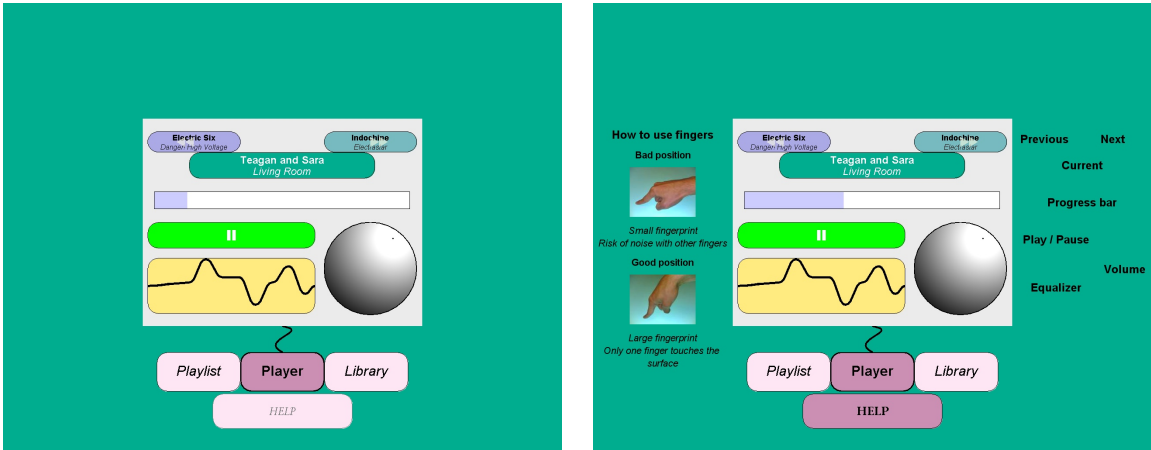 Electric Six
Danger High Voltage
Indochine
Electrastar
Teagan and Sara
Living Room
Playlist
Player
Library
HELP
How to use fingers
Bad position
Small fingerprint
Risk of noise with other fingers
Good position
Large fingerprint
Only one finger touches the
surface
Electric Six
Danger High Voltage
Indochine
Electrastar
Teagan and Sara
Living Room
Playlist
Player
Library
HELP
Previous
Next
Current
Progress bar
Play / Pause
Volume
Equalizer